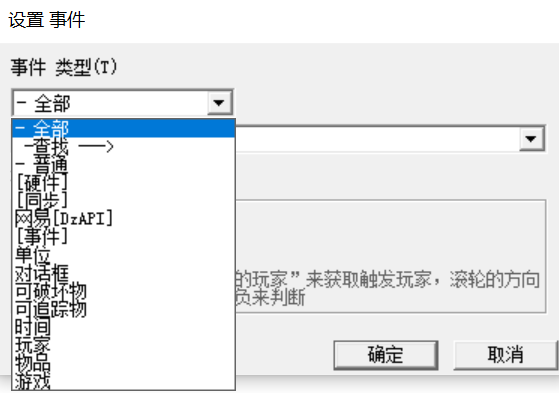 设置 事件
事件 类型(T)
- 全部
- 全部
-查找 ——>
- 普通
[硬件]
[同步]
网易[DzAPI]
[事件]
单位
对话框
可破坏物
可追踪物
时间
玩家
物品
游戏
的玩家”来获取触发玩家，滚轮的方向
负来判断
确定
取消